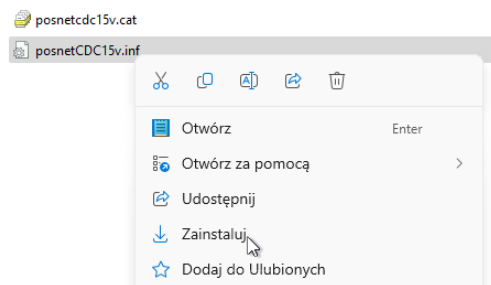 posnetcdc15v.cat
posnetCDC15v.inf
Otwórz Enter
Otwórz za pomocą
Udostępnij
Zainstaluj
Dodaj do Ulubionych